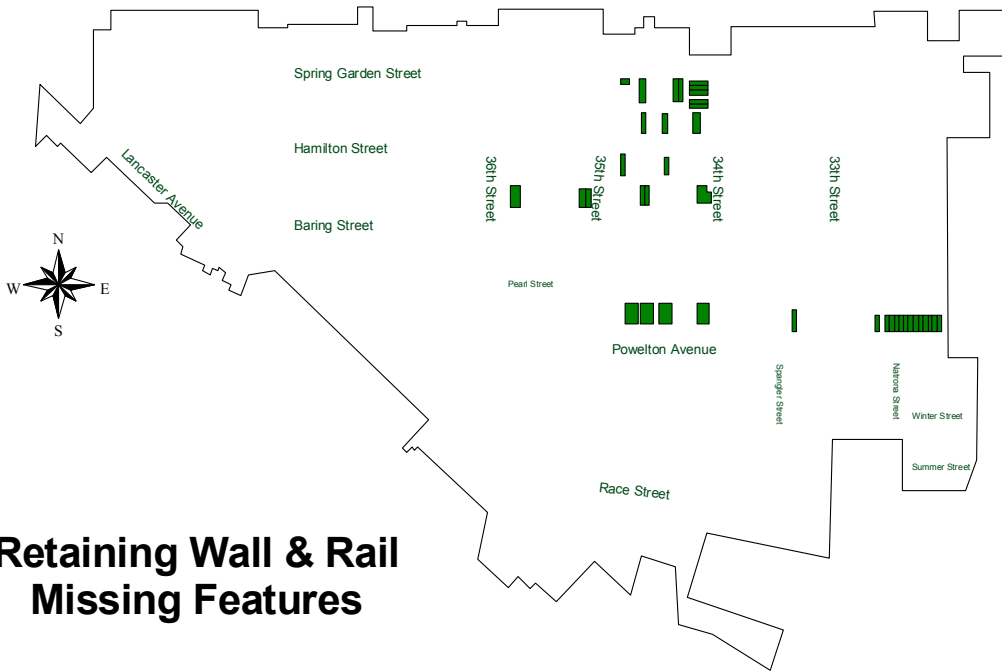 Spring Garden Street
Hamilton Street
Lancaster Avenue
36th Street
35th Street
34th Street
33th Street
Baring Street
N
W E
S
Pearl Street
Powelton Avenue
Spangler Street
Natrona Street
Winter Street
Summer Street
Race Street
Retaining Wall & Rail
Missing Features